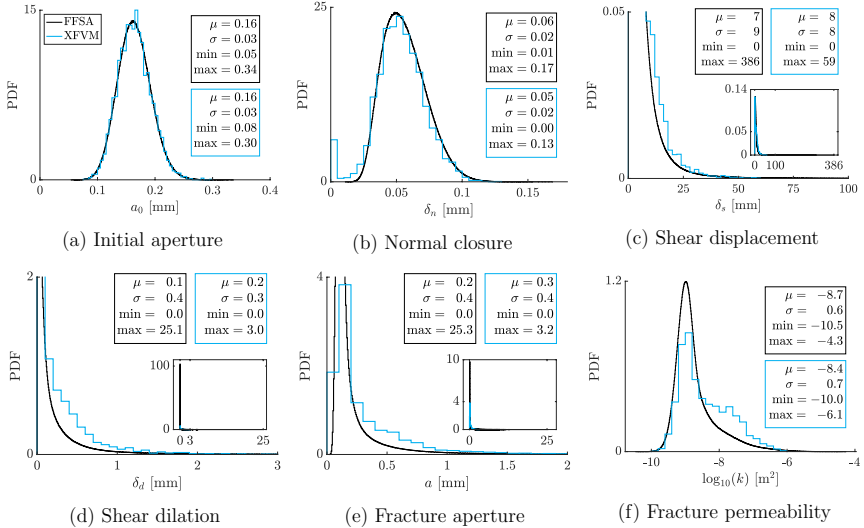 15
FFSA
XFVM
μ = 0.16
σ = 0.03
min = 0.05
max = 0.34
μ = 0.16
σ = 0.03
min = 0.08
max = 0.30
PDF
0
0 0.1 0.2 0.3 0.4
a₀ [mm]
(a) Initial aperture
25
μ = 0.06
σ = 0.02
min = 0.01
max = 0.17
μ = 0.05
σ = 0.02
min = 0.00
max = 0.13
PDF
0
0 0.05 0.10 0.15
δₙ [mm]
(b) Normal closure
0.05
μ = 7
σ = 9
min = 0
max = 386
μ = 8
σ = 8
min = 0
max = 59
0.14
0.05
0
0 100 386
PDF
0
0 25 50 75 100
δₛ [mm]
(c) Shear displacement
2
μ = 0.1
σ = 0.4
min = 0.0
max = 25.1
μ = 0.2
σ = 0.3
min = 0.0
max = 3.0
100
0
0 3 25
PDF
0
0 1 2 3
δ_d [mm]
(d) Shear dilation
4
μ = 0.2
σ = 0.4
min = 0.0
max = 25.3
μ = 0.3
σ = 0.4
min = 0.0
max = 3.2
10
4
0
0 25
PDF
0
0 0.5 1 1.5 2
a [mm]
(e) Fracture aperture
1.2
μ = −8.7
σ = 0.6
min = −10.5
max = −4.3
μ = −8.4
σ = 0.7
min = −10.0
max = −6.1
PDF
0
−10 −8 −6 −4
log₁₀(k) [m²]
(f) Fracture permeability